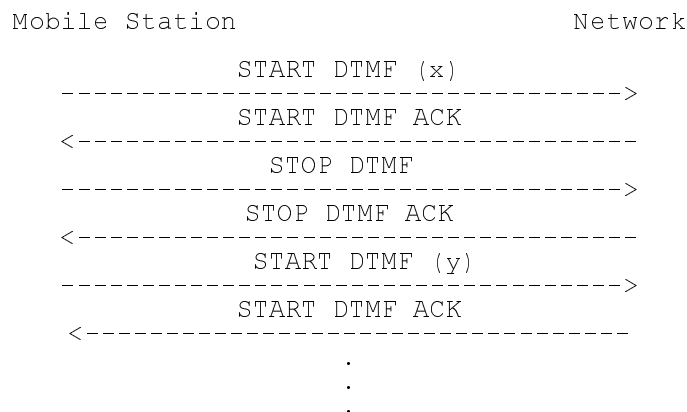 Mobile Station Network
START DTMF (x)
----------------------------------->
START DTMF ACK
<-----------------------------------
STOP DTMF
----------------------------------->
STOP DTMF ACK
<-----------------------------------
START DTMF (y)
----------------------------------->
START DTMF ACK
<----------------------------------
.
.
.